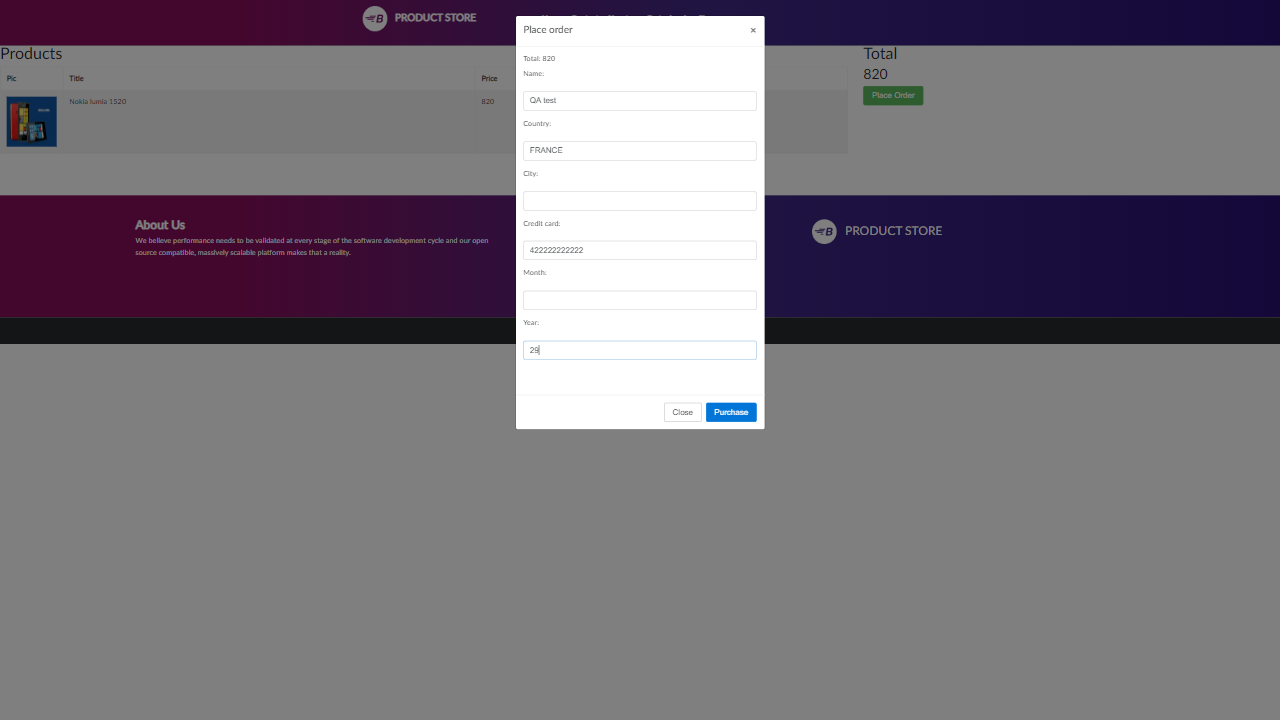 PRODUCT STORE
Place order
×
Products
Total
Total: 820
820
Name:
Pic
Title
Price
Place Order
QA test
Nokia lumia 1520
820
Country:
FRANCE
City:
About Us
Credit card:
PRODUCT STORE
We believe performance needs to be validated at every stage of the software development cycle and our open
source compatible, massively scalable platform makes that a reality.
422222222222
Month:
Year:
29
Close
Purchase